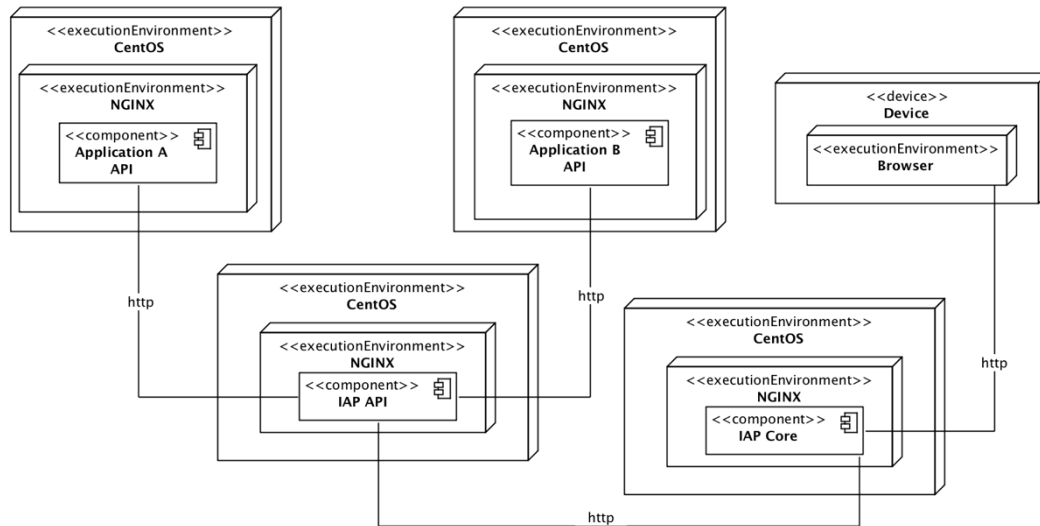 <<executionEnvironment>>
CentOS
<<executionEnvironment>>
NGINX
<<component>>
Application A
API
<<executionEnvironment>>
CentOS
<<executionEnvironment>>
NGINX
<<component>>
Application B
API
<<device>>
Device
<<executionEnvironment>>
Browser
http
http
<<executionEnvironment>>
CentOS
<<executionEnvironment>>
NGINX
<<component>>
IAP API
<<executionEnvironment>>
CentOS
<<executionEnvironment>>
NGINX
<<component>>
IAP Core
http
http